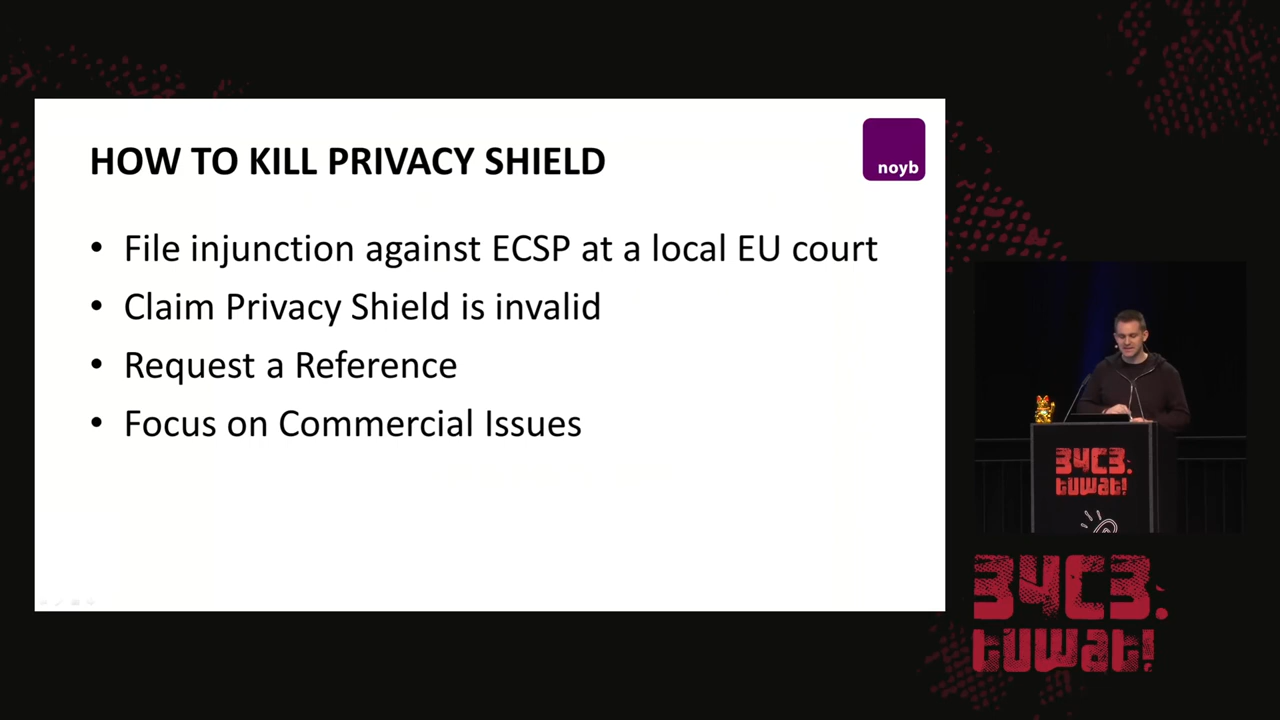 HOW TO KILL PRIVACY SHIELD
noyb
• File injunction against ECSP at a local EU court
• Claim Privacy Shield is invalid
• Request a Reference
• Focus on Commercial Issues
34C3.
tuwat!
34C3.
tuwat!